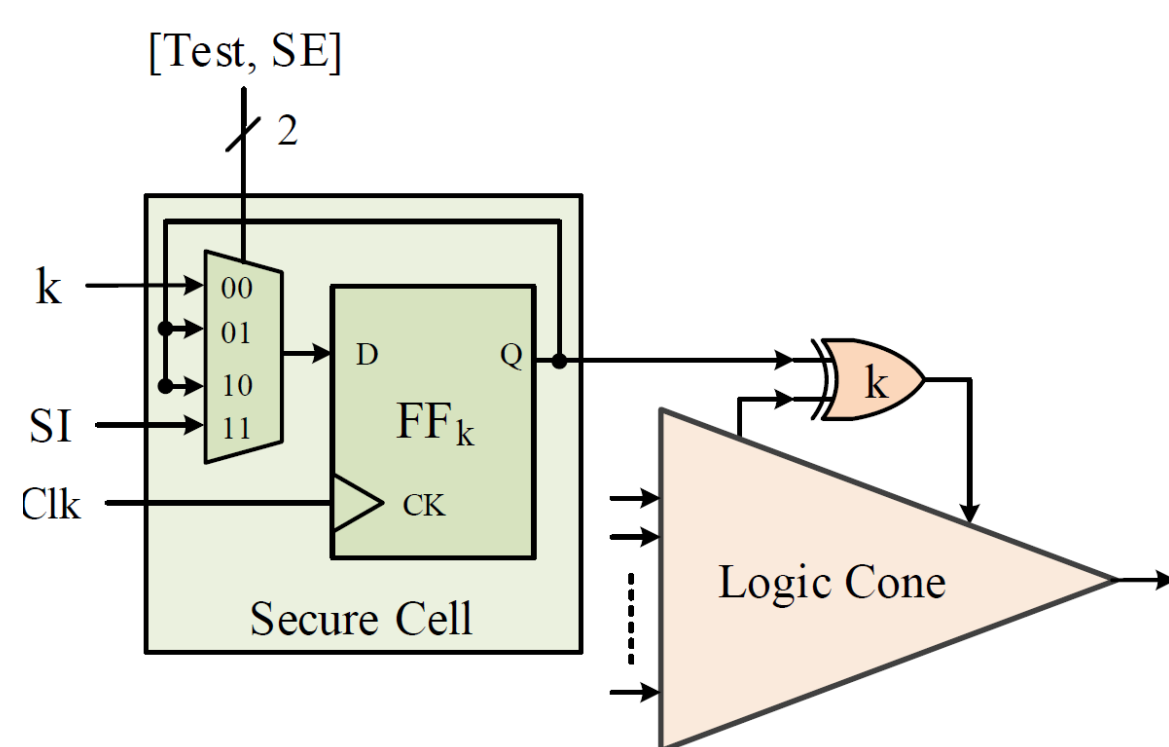 [Test, SE]
2
k
00
01
10
SI
11
D
Q
FFk
k
Clk
CK
Secure Cell
Logic Cone